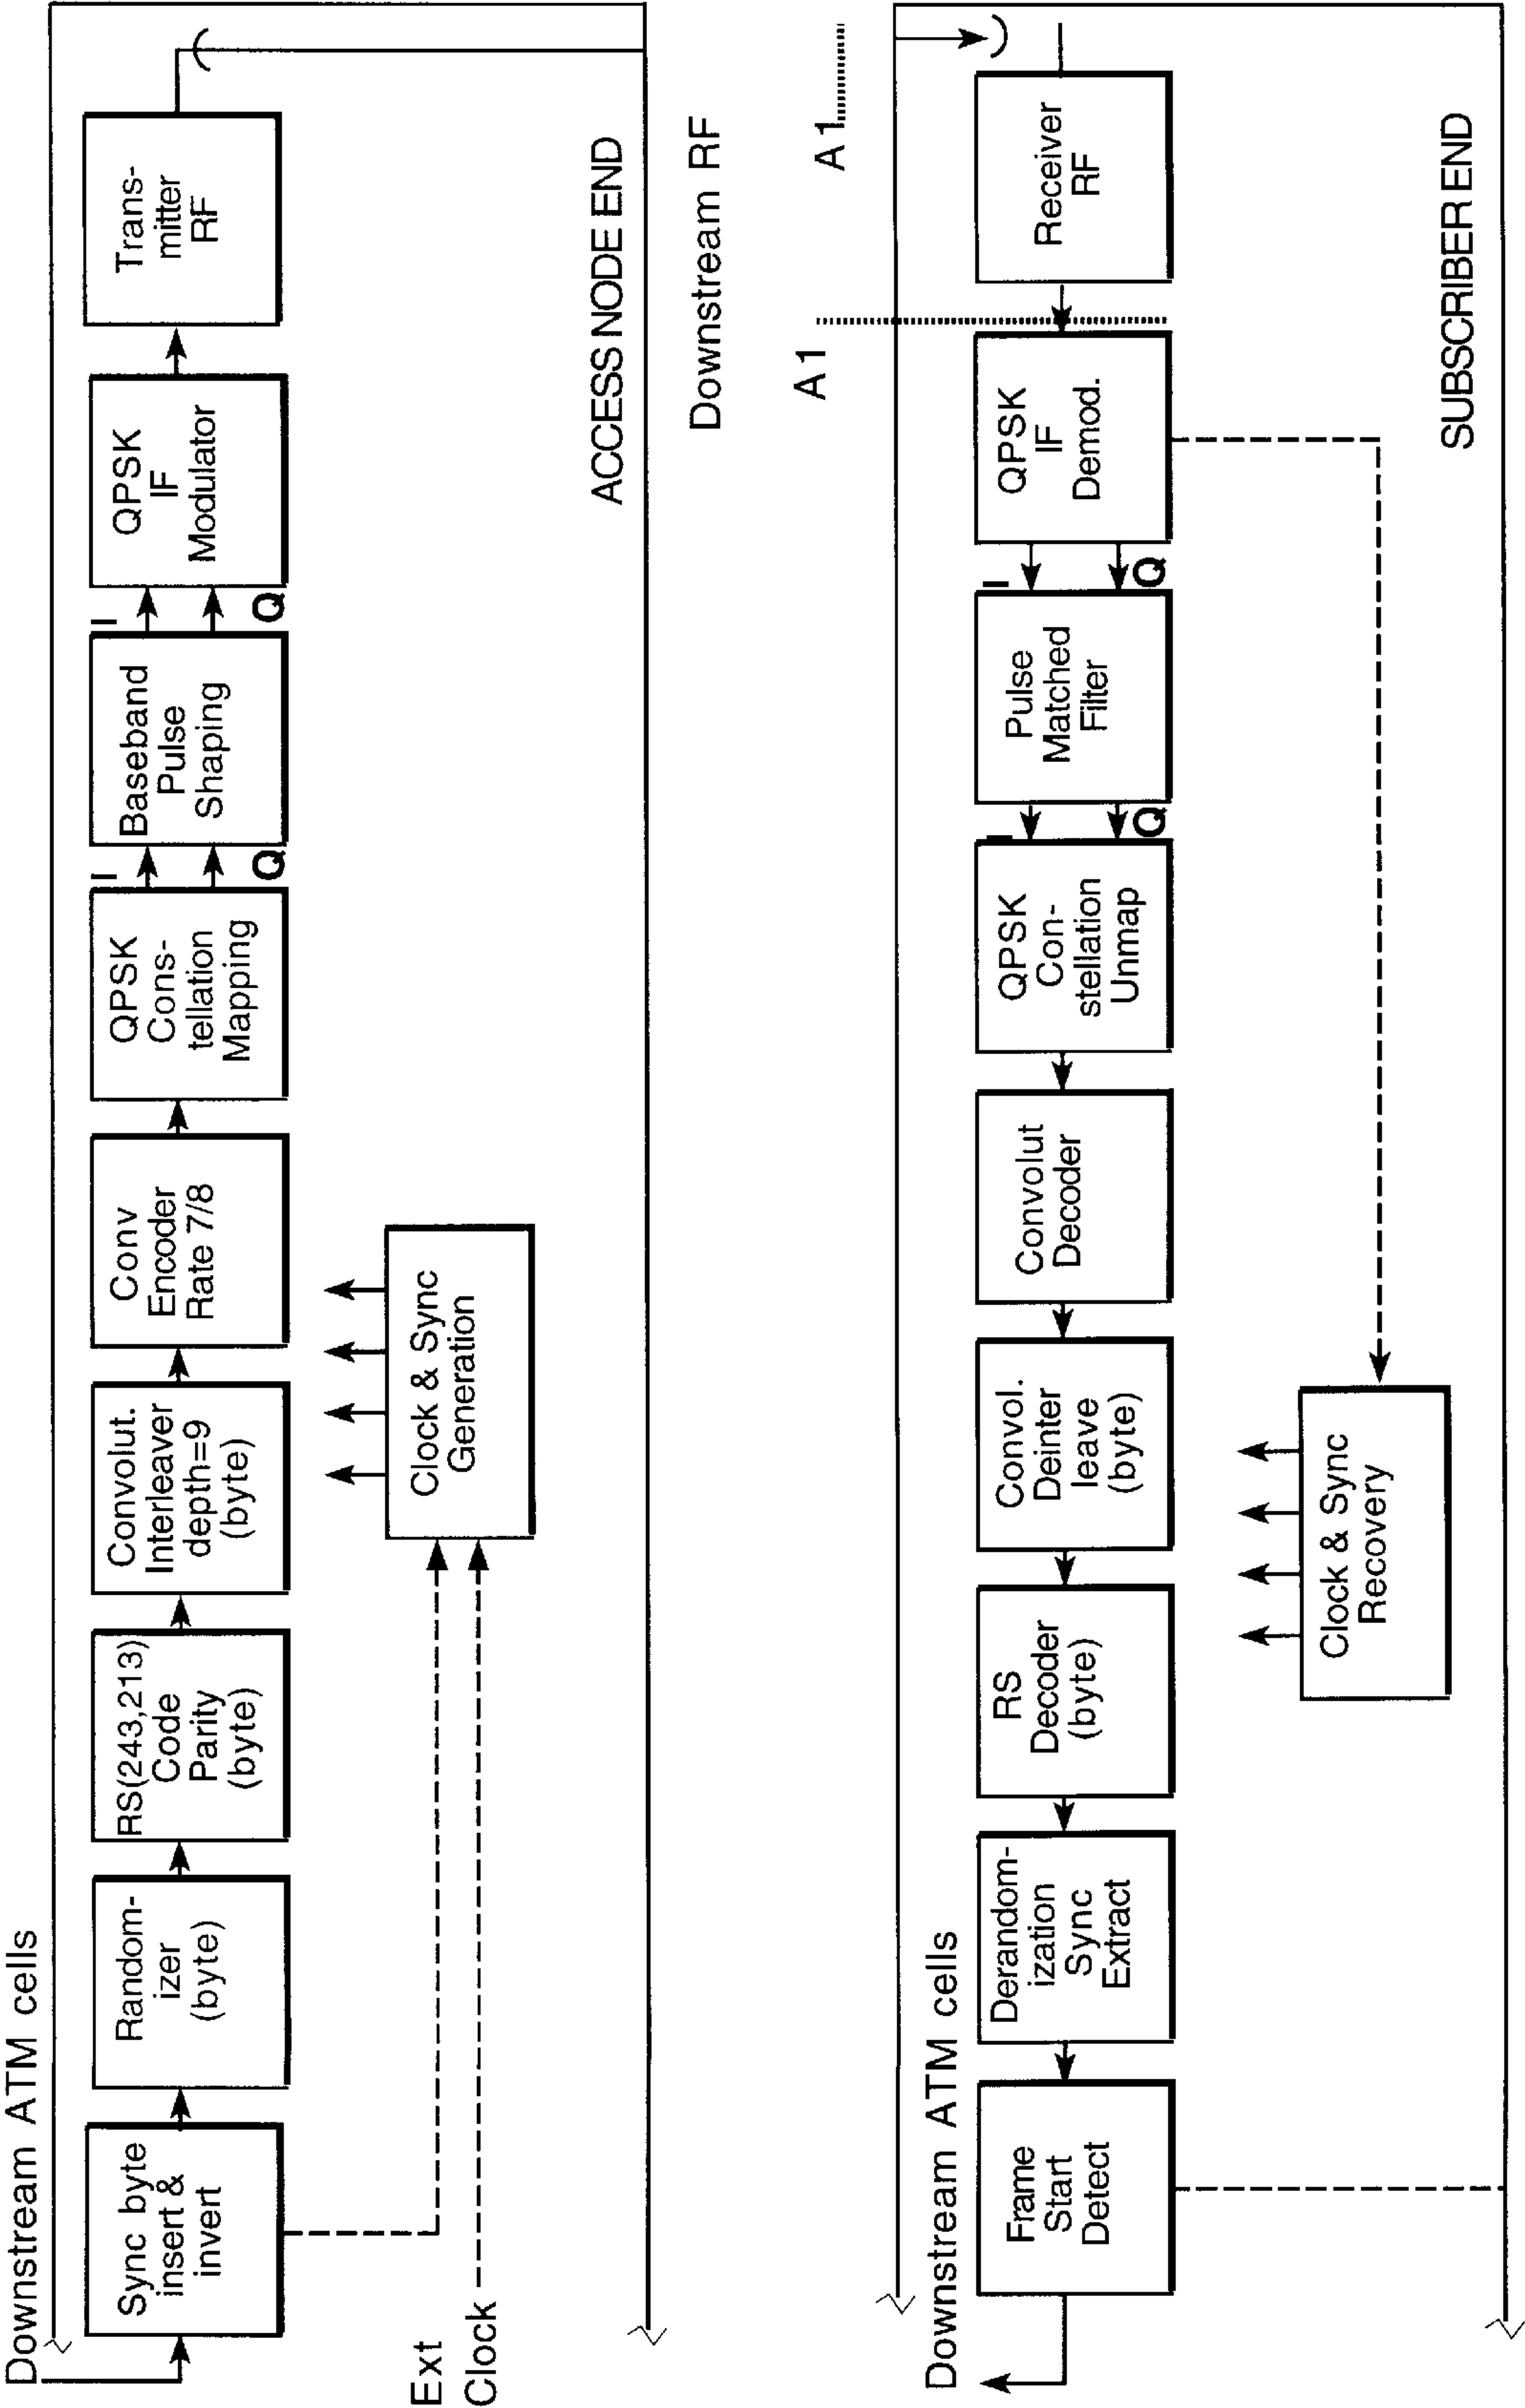 Downstream ATM cells
Sync byte
insert &
invert
Random-
izer
(byte)
RS(243,213)
Code
Parity
(byte)
Convolut.
Interleaver
depth=9
(byte)
Conv
Encoder
Rate 7/8
QPSK
Cons-
tellation
Mapping
I
Q
Baseband
Pulse
Shaping
I
Q
QPSK
IF
Modulator
Trans-
mitter
RF
Clock & Sync
Generation
Ext
Clock
ACCESS NODE END
Downstream RF
A1
A1
Downstream ATM cells
Frame
Start
Detect
Derandom-
ization
Sync
Extract
RS
Decoder
(byte)
Convol.
Deinter
leave
(byte)
Convolut
Decoder
QPSK
Con-
stellation
Unmap
I
Q
Pulse
Matched
Filter
I
Q
QPSK
IF
Demod.
Receiver
RF
Clock & Sync
Recovery
SUBSCRIBER END